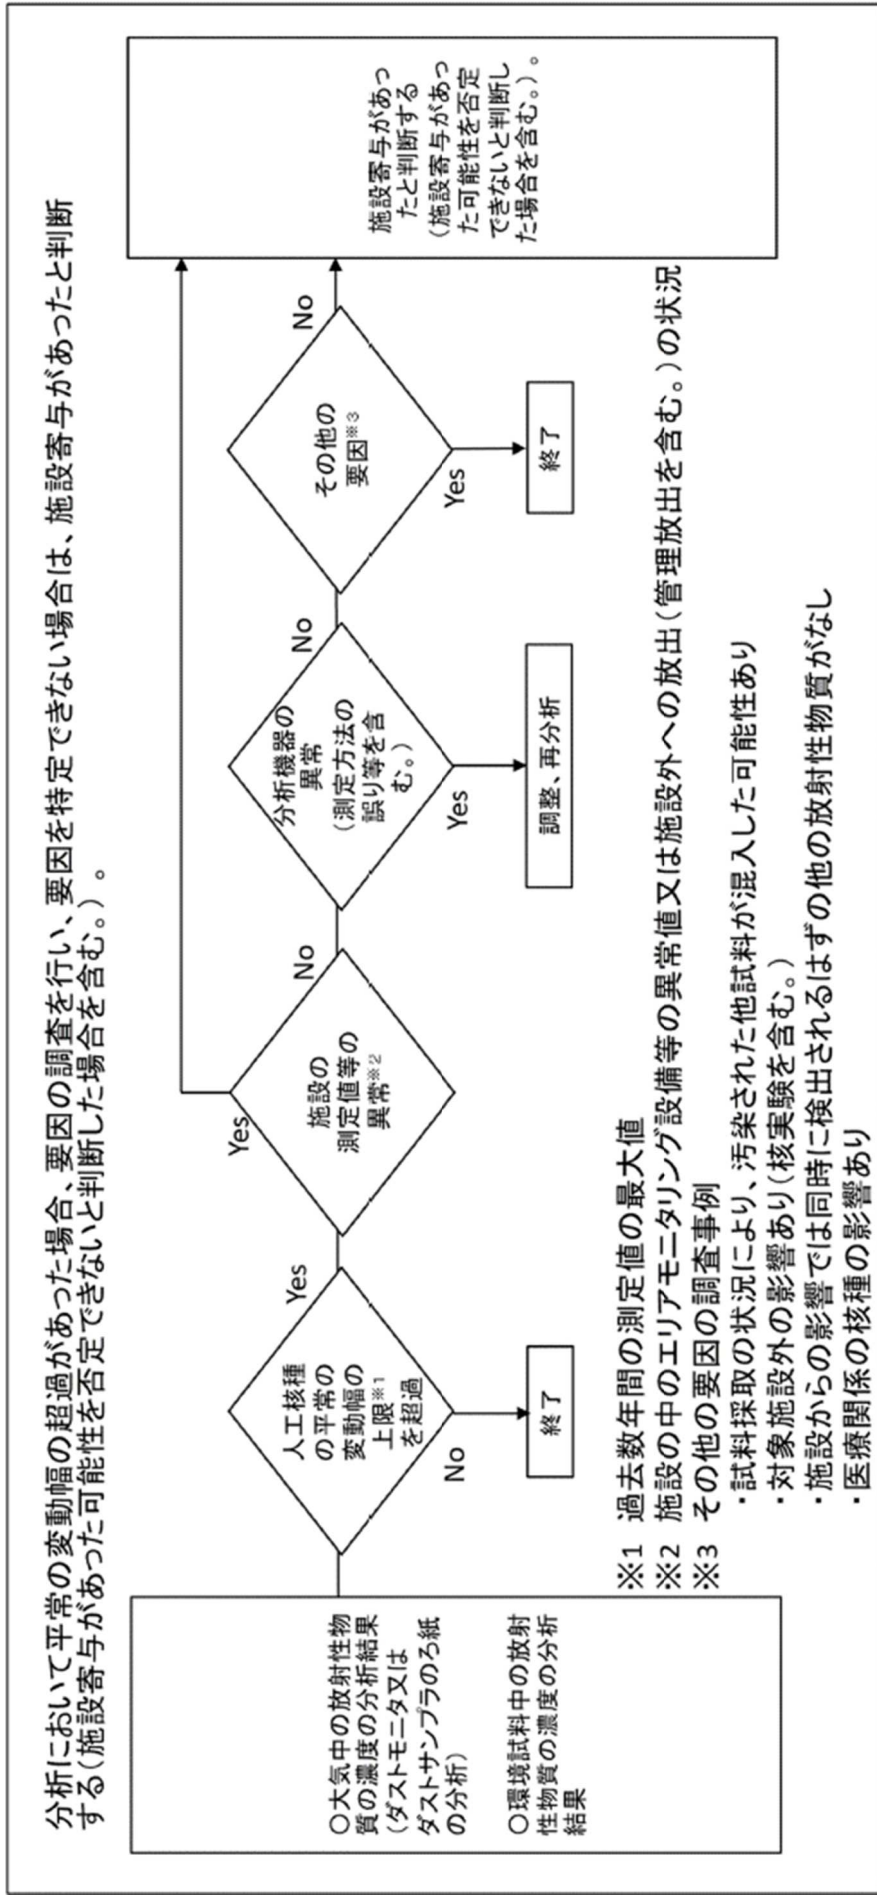 分析において平常の変動幅の超過があった場合、要因の調査を行い、要因を特定できない場合は、施設寄与があったと判断
する(施設寄与があった可能性を否定できないと判断した場合を含む。)。
○大気中の放射性物
質の濃度の分析結果
(ダストモニタ又は
ダストサンプラのろ紙
の分析)
○環境試料中の放射
性物質の濃度の分析
結果
人工核種
の平常の
変動幅の
上限※1
を超過
Yes
No
終了
施設の
測定値等の
異常※2
Yes
No
分析機器の
異常
(測定方法の
誤り等を含
む。)
No
Yes
調整、再分析
その他の
要因※3
No
Yes
終了
施設寄与があっ
たと判断する
(施設寄与があっ
た可能性を否定
できないと判断し
た場合を含む。)。
※1 過去数年間の測定値の最大値
※2 施設の中のエリアモニタリング設備等の異常値又は施設外への放出(管理放出を含む。)の状況
※3 その他の要因の調査事例
・試料採取の状況により、汚染された他試料が混入した可能性あり
・対象施設外の影響あり(核実験を含む。)
・施設からの影響では同時に検出されるはずの他の放射性物質がなし
・医療関係の核種の影響あり